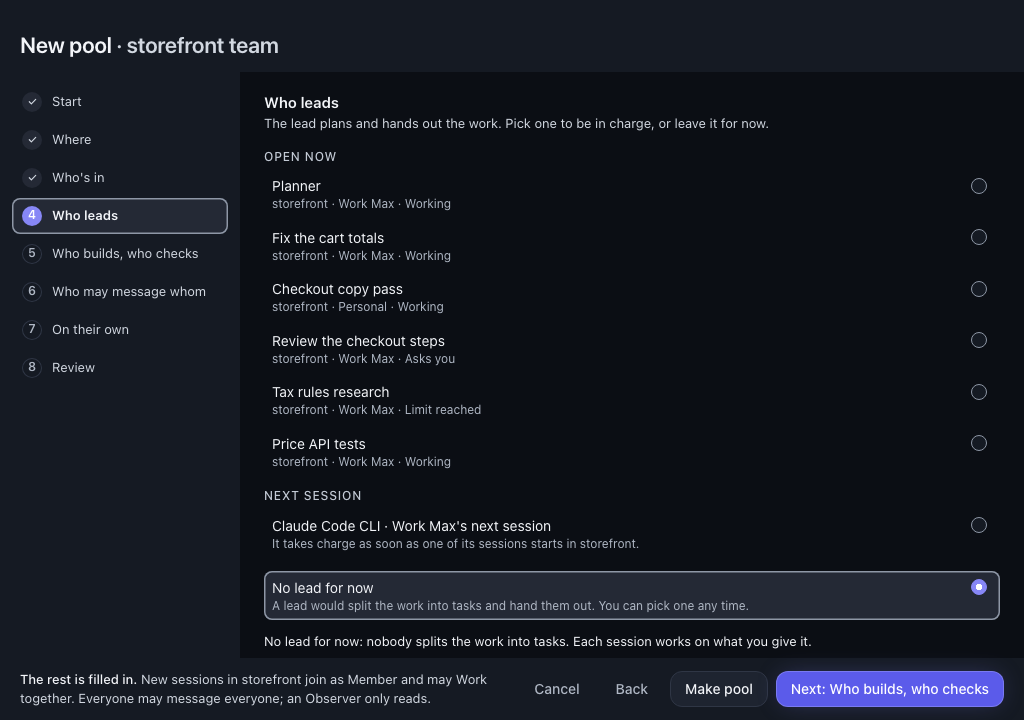 New pool · storefront team
Start
Where
Who's in
4 Who leads
5 Who builds, who checks
6 Who may message whom
7 On their own
8 Review
Who leads
The lead plans and hands out the work. Pick one to be in charge, or leave it for now.
OPEN NOW
Planner
storefront · Work Max · Working
Fix the cart totals
storefront · Work Max · Working
Checkout copy pass
storefront · Personal · Working
Review the checkout steps
storefront · Work Max · Asks you
Tax rules research
storefront · Work Max · Limit reached
Price API tests
storefront · Work Max · Working
NEXT SESSION
Claude Code CLI · Work Max's next session
It takes charge as soon as one of its sessions starts in storefront.
No lead for now
A lead would split the work into tasks and hand them out. You can pick one any time.
No lead for now: nobody splits the work into tasks. Each session works on what you give it.
The rest is filled in. New sessions in storefront join as Member and may Work
together. Everyone may message everyone; an Observer only reads.
Cancel
Back
Make pool
Next: Who builds, who checks